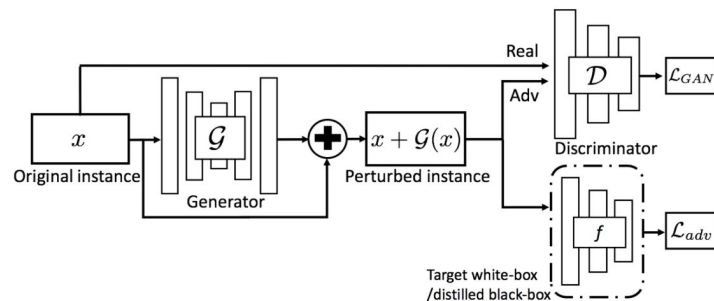 Real
Adv
D
L_GAN
Discriminator
x
Original instance
G
Generator
+
x + G(x)
Perturbed instance
f
L_adv
Target white-box
/distilled black-box